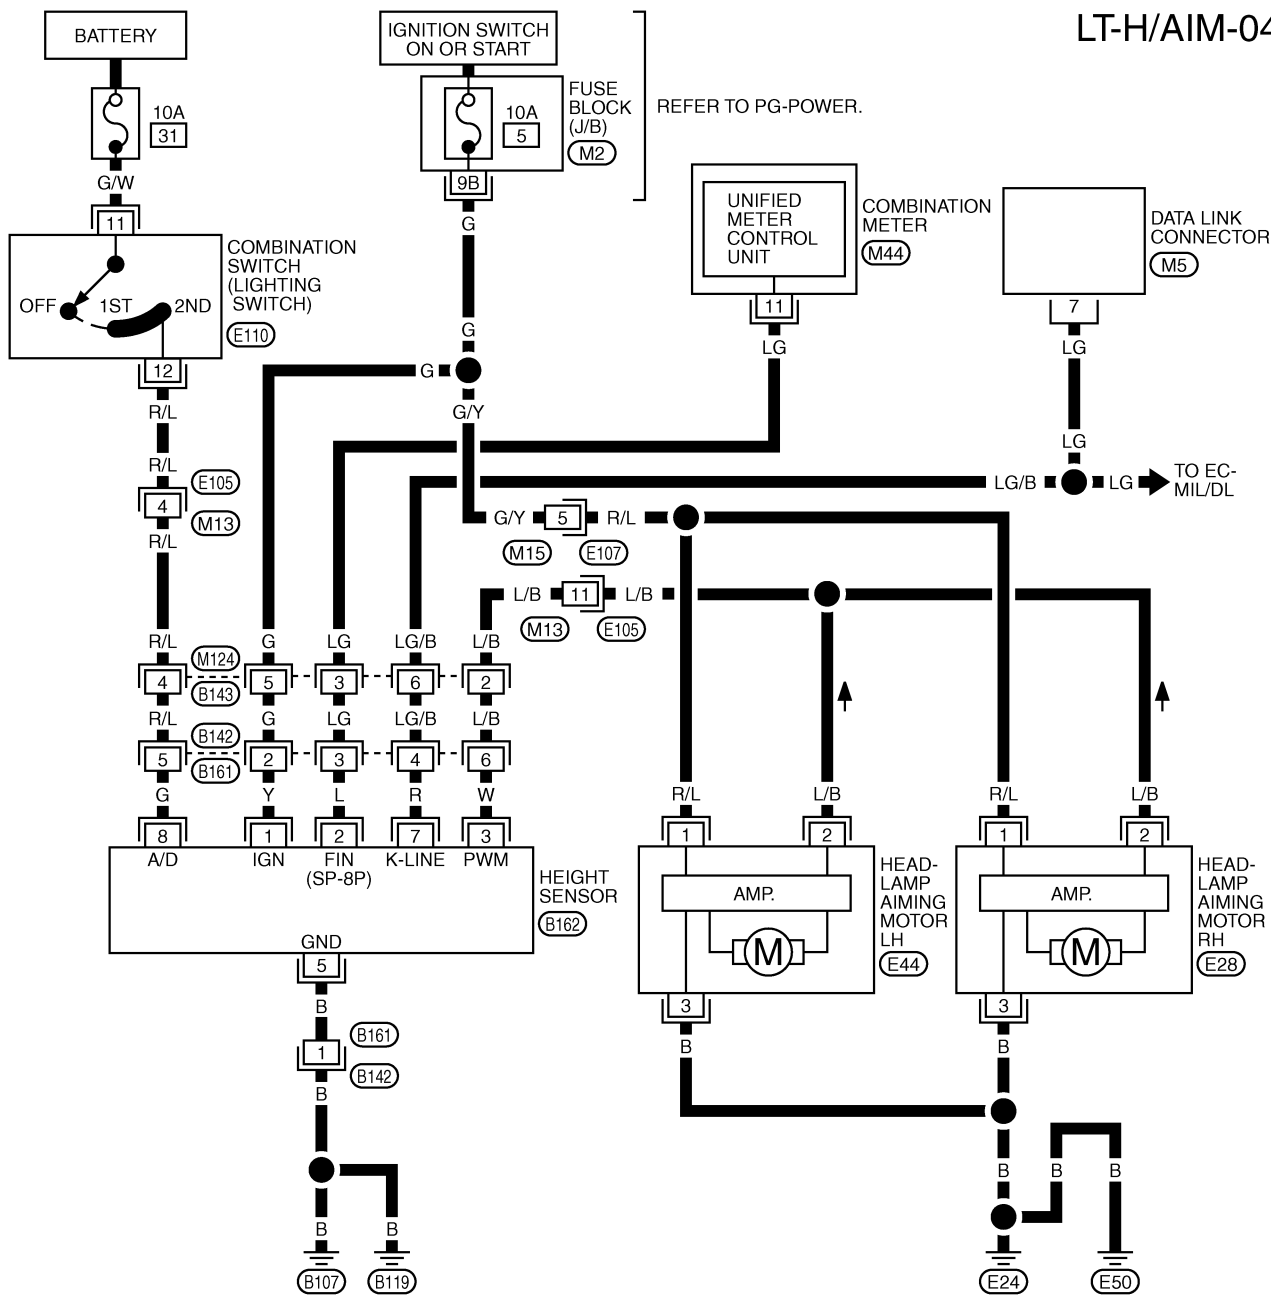 LT-H/AIM-04
BATTERY
IGNITION SWITCH
ON OR START
10A
31
FUSE
BLOCK
(J/B)
M2
10A
5
REFER TO PG-POWER.
G/W
9B
11
G
UNIFIED
METER
CONTROL
UNIT
COMBINATION
METER
M44
DATA LINK
CONNECTOR
M5
COMBINATION
SWITCH
(LIGHTING
SWITCH)
E110
OFF
1ST
2ND
11
7
G
LG
LG
12
G
R/L
G/Y
LG
R/L
E105
4
M13
R/L
LG/B
LG
TO EC-
MIL/DL
G/Y
5
R/L
M15
E107
L/B
11
L/B
M13
E105
R/L
G
LG
LG/B
L/B
M124
4
5
3
6
2
B143
R/L
G
LG
LG/B
L/B
B142
5
2
3
4
6
B161
G
Y
L
R
W
R/L
L/B
R/L
L/B
8
1
2
7
3
1
2
1
2
A/D
IGN
FIN
(SP-8P)
K-LINE
PWM
HEIGHT
SENSOR
B162
AMP.
M
HEAD-
LAMP
AIMING
MOTOR
LH
E44
AMP.
M
HEAD-
LAMP
AIMING
MOTOR
RH
E28
GND
5
3
3
B
B
B
B161
1
B142
B
B
B
B
B
B
B107
B119
E24
E50